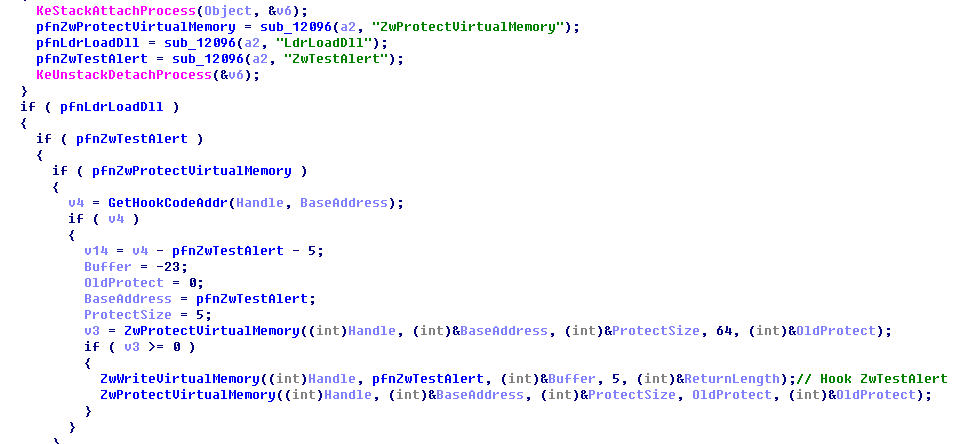 KeStackAttachProcess(Object, &v6);
pfnZwProtectVirtualMemory = sub_12096(a2, "ZwProtectVirtualMemory");
pfnLdrLoadDll = sub_12096(a2, "LdrLoadDll");
pfnZwTestAlert = sub_12096(a2, "ZwTestAlert");
KeUnstackDetachProcess(&v6);
}
if ( pfnLdrLoadDll )
{
if ( pfnZwTestAlert )
{
if ( pfnZwProtectVirtualMemory )
{
v4 = GetHookCodeAddr(Handle, BaseAddress);
if ( v4 )
{
v14 = v4 - pfnZwTestAlert - 5;
Buffer = -23;
OldProtect = 0;
BaseAddress = pfnZwTestAlert;
ProtectSize = 5;
v3 = ZwProtectVirtualMemory((int)Handle, (int)&BaseAddress, (int)&ProtectSize, 64, (int)&OldProtect);
if ( v3 >= 0 )
{
ZwWriteVirtualMemory((int)Handle, pfnZwTestAlert, (int)&Buffer, 5, (int)&ReturnLength);// Hook ZwTestAlert
ZwProtectVirtualMemory((int)Handle, (int)&BaseAddress, (int)&ProtectSize, OldProtect, (int)&OldProtect);
}
}
}